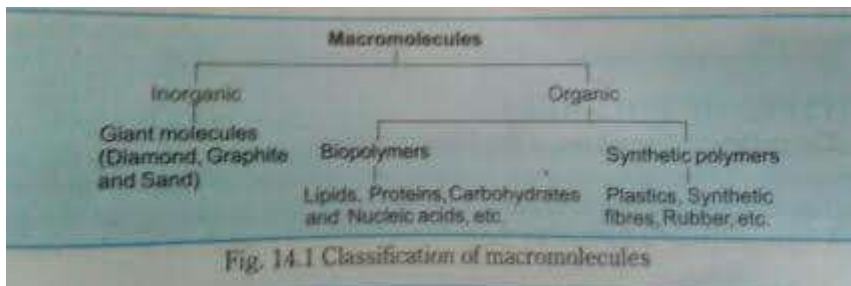 Macromolecules
Inorganic
Organic
Giant molecules
(Diamond, Graphite
and Sand)
Biopolymers
Synthetic polymers
Lipids, Proteins, Carbohydrates
and Nucleic acids, etc
Plastics, Synthetic
fibres, Rubber, etc.
Fig. 14.1 Classification of macromolecules